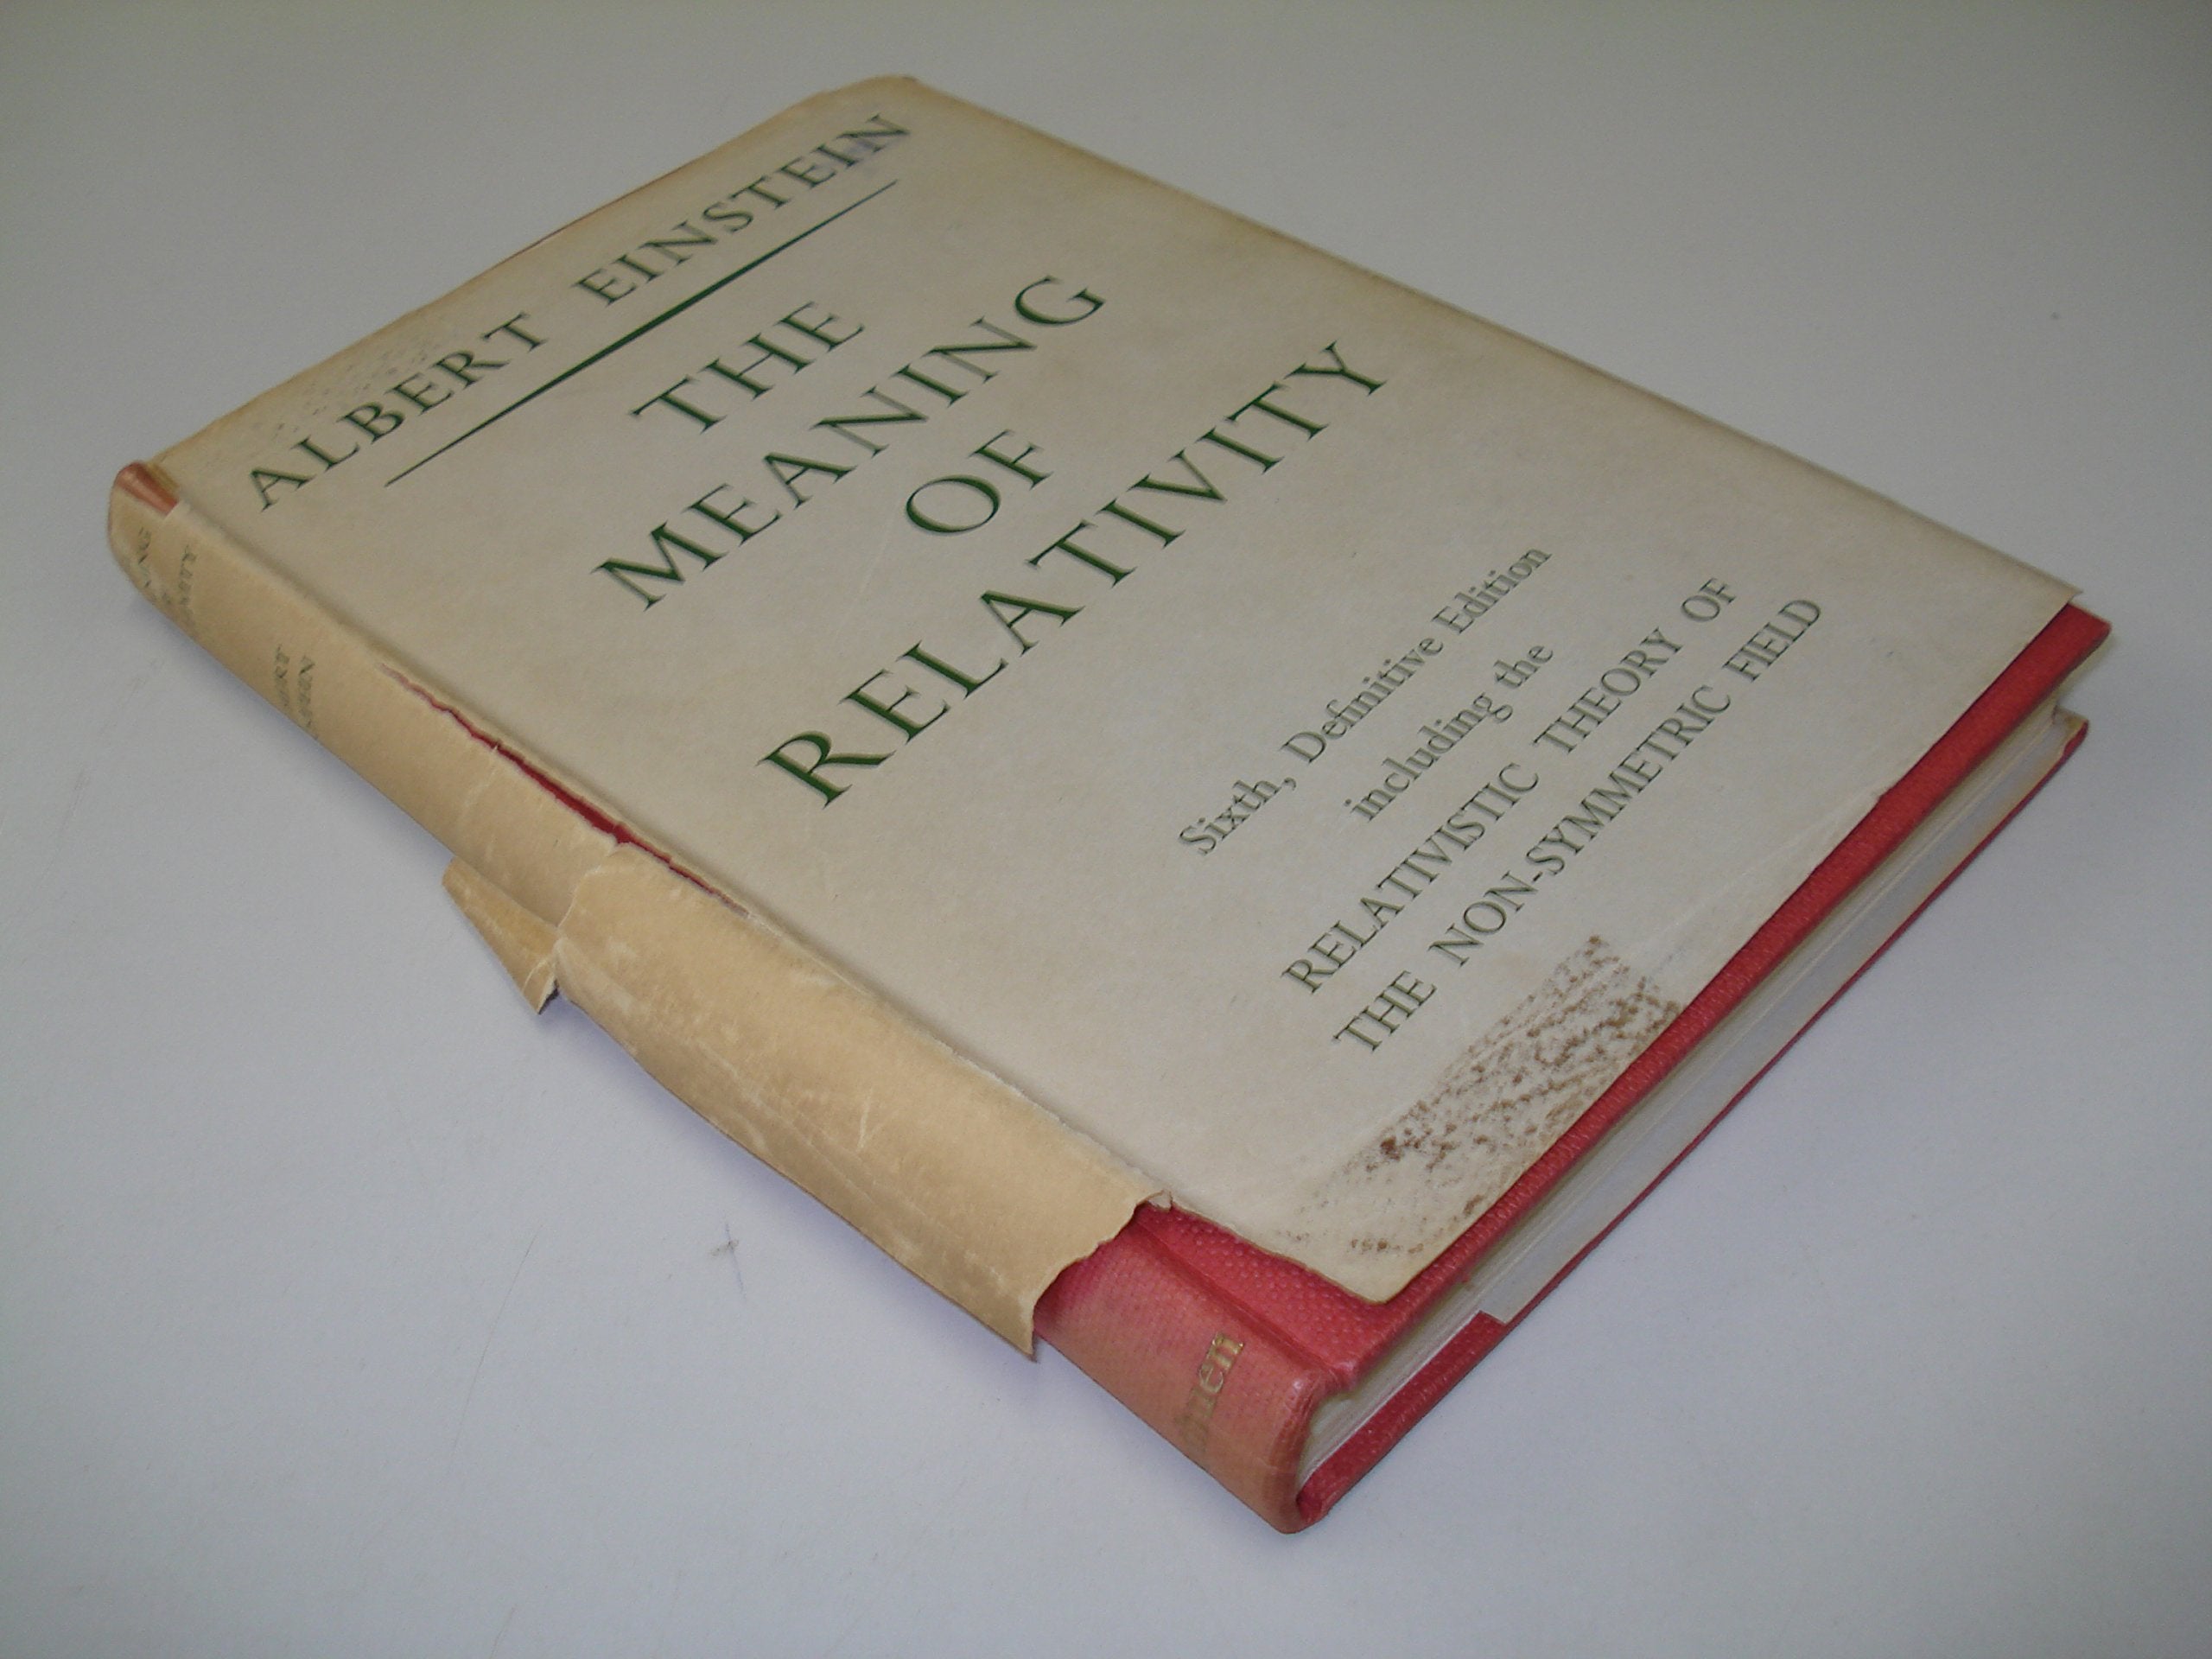 ALBERT EINSTEIN
THE
MEANING
OF
RELATIVITY
Sixth, Definitive Edition
including the
RELATIVISTIC THEORY OF
THE NON-SYMMETRIC FIELD